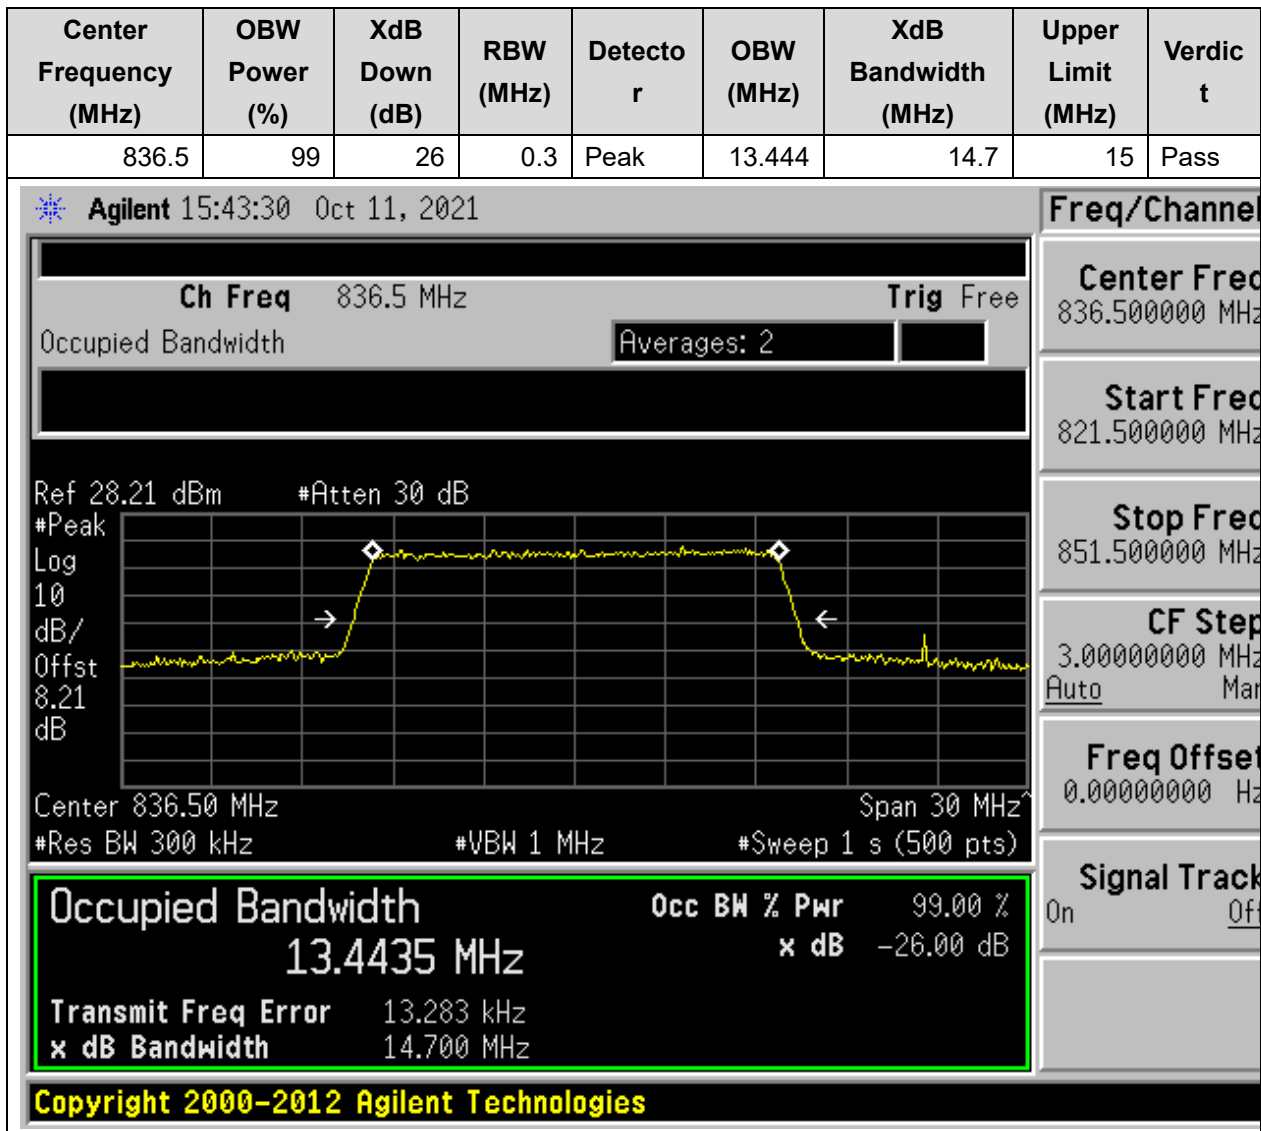 Center Frequency (MHz) OBW Power (%) XdB Down (dB) RBW (MHz) Detecto r OBW (MHz) XdB Bandwidth (MHz) Upper Limit (MHz) Verdic t
836.5 99 26 0.3 Peak 13.444 14.7 15 Pass
Agilent 15:43:30 Oct 11, 2021
Ch Freq 836.5 MHz Trig Free
Occupied Bandwidth Averages: 2
Ref 28.21 dBm #Atten 30 dB
#Peak
Log
10
dB/
Offst
8.21
dB
Center 836.50 MHz Span 30 MHz^
#Res BW 300 kHz #VBW 1 MHz #Sweep 1 s (500 pts)
Occupied Bandwidth
13.4435 MHz
Occ BW % Pwr 99.00 %
x dB -26.00 dB
Transmit Freq Error 13.283 kHz
x dB Bandwidth 14.700 MHz
Copyright 2000-2012 Agilent Technologies
Freq/Channel
Center Freq
836.500000 MHz
Start Freq
821.500000 MHz
Stop Freq
851.500000 MHz
CF Step
3.00000000 MHz
Auto Man
Freq Offset
0.00000000 Hz
Signal Track
On Off